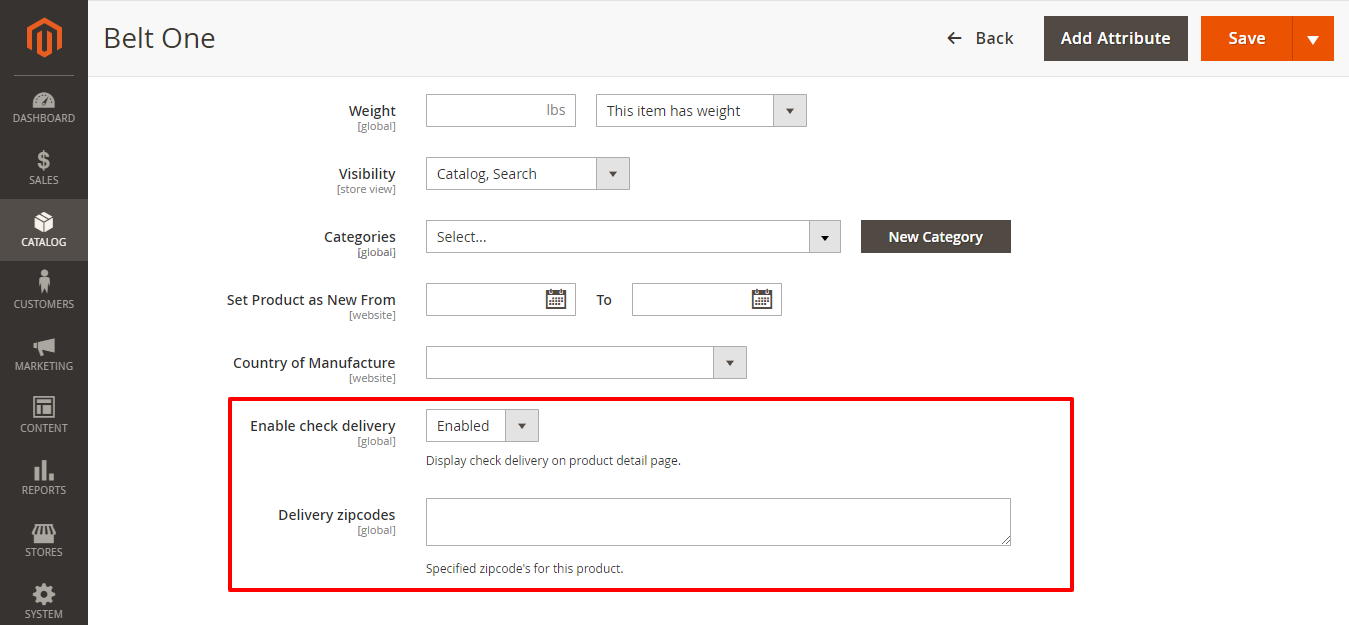 Belt One
Back
Add Attribute
Save
DASHBOARD
SALES
CATALOG
CUSTOMERS
MARKETING
CONTENT
REPORTS
STORES
SYSTEM
Weight
[global]
lbs
This item has weight
Visibility
[store view]
Catalog, Search
Categories
[global]
Select...
New Category
Set Product as New From
[website]
To
Country of Manufacture
[website]
Enable check delivery
[global]
Enabled
Display check delivery on product detail page.
Delivery zipcodes
[global]
Specified zipcode's for this product.